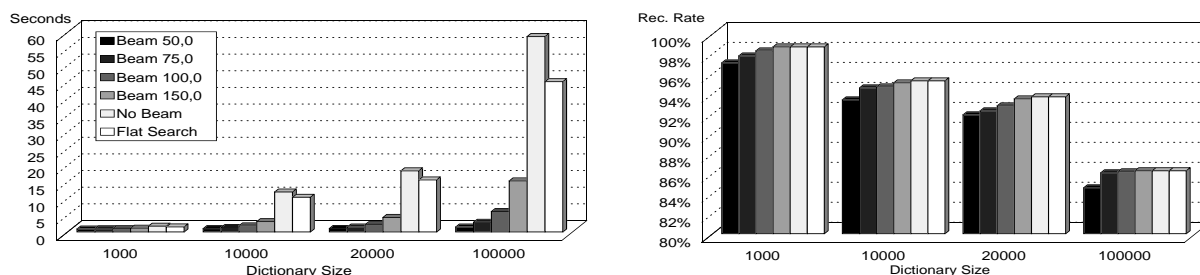 Seconds
60
55
50
45
40
35
30
25
20
15
10
5
0
Beam 50,0
Beam 75,0
Beam 100,0
Beam 150,0
No Beam
Flat Search
1000 10000 20000 100000
Dictionary Size
Rec. Rate
100%
98%
96%
94%
92%
88%
86%
84%
82%
80%
1000 10000 20000 100000
Dictionary Size